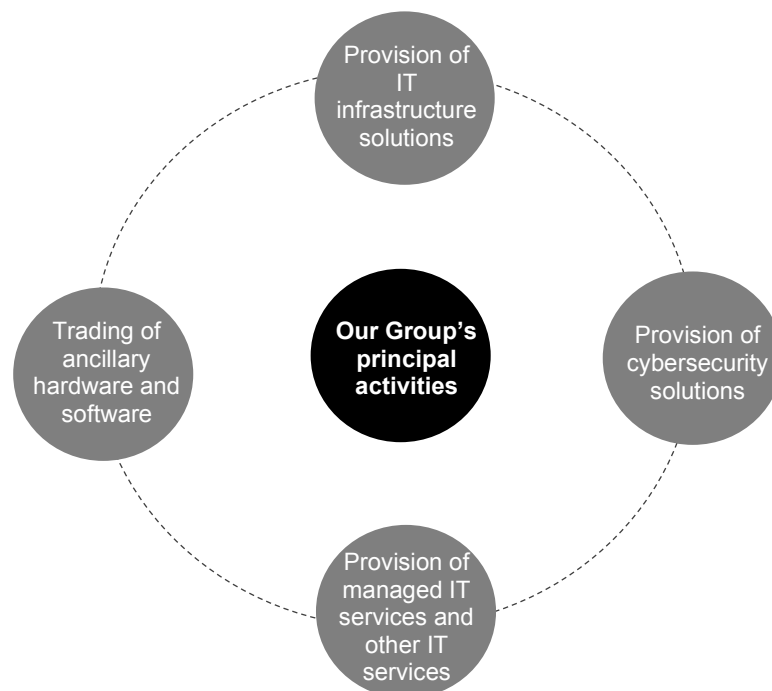 Provision of
IT
infrastructure
solutions
Trading of
ancillary
hardware and
software
Our Group’s
principal
activities
Provision of
cybersecurity
solutions
Provision of
managed IT
services and
other IT
services